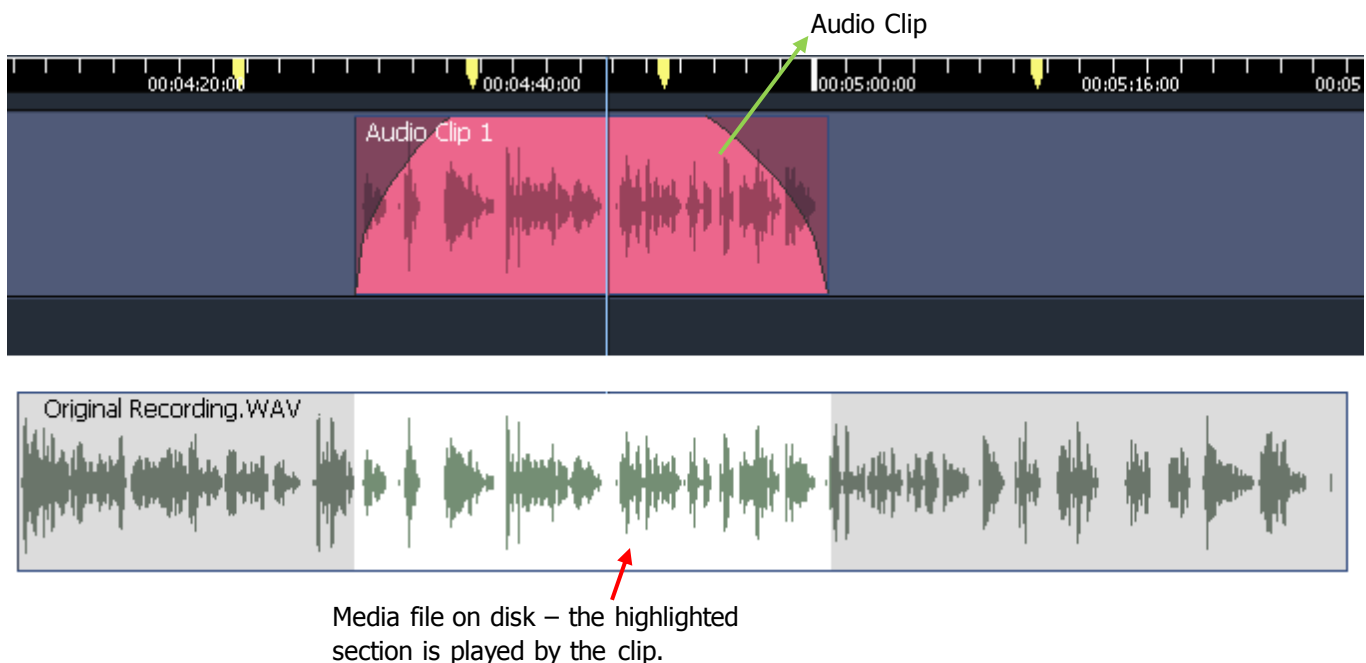 Audio Clip
00:04:20:00 00:04:40:00 00:05:00:00 00:05:16:00 00:05
Audio Clip 1
Original Recording.WAV
Media file on disk – the highlighted
section is played by the clip.